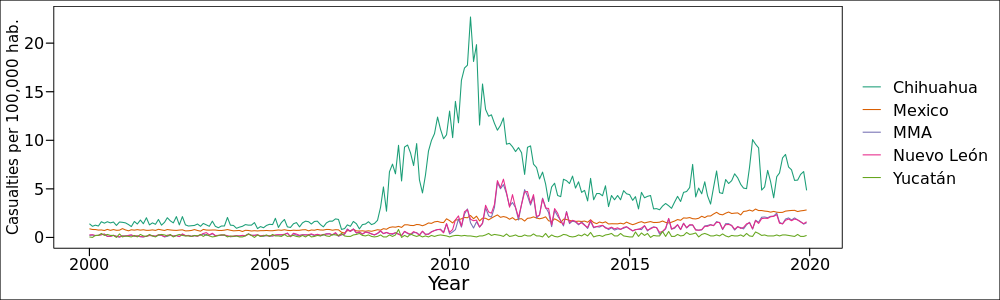 Casualties per 100,000 hab.
20
15
10
5
0
2000 2005 2010 2015 2020
Year
Chihuahua
Mexico
MMA
Nuevo León
Yucatán